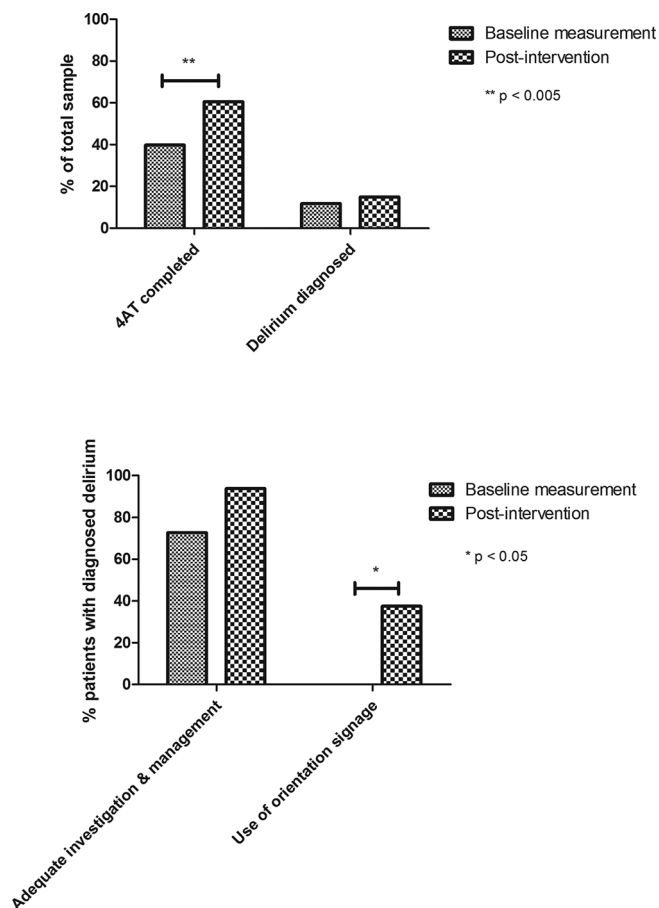 % of total sample
100
80
60
40
20
0
**
4AT completed
Delirium diagnosed
Baseline measurement
Post-intervention
** p < 0.005
% patients with diagnosed delirium
100
80
60
40
20
0
*
Adequate investigation & management
Use of orientation signage
Baseline measurement
Post-intervention
* p < 0.05